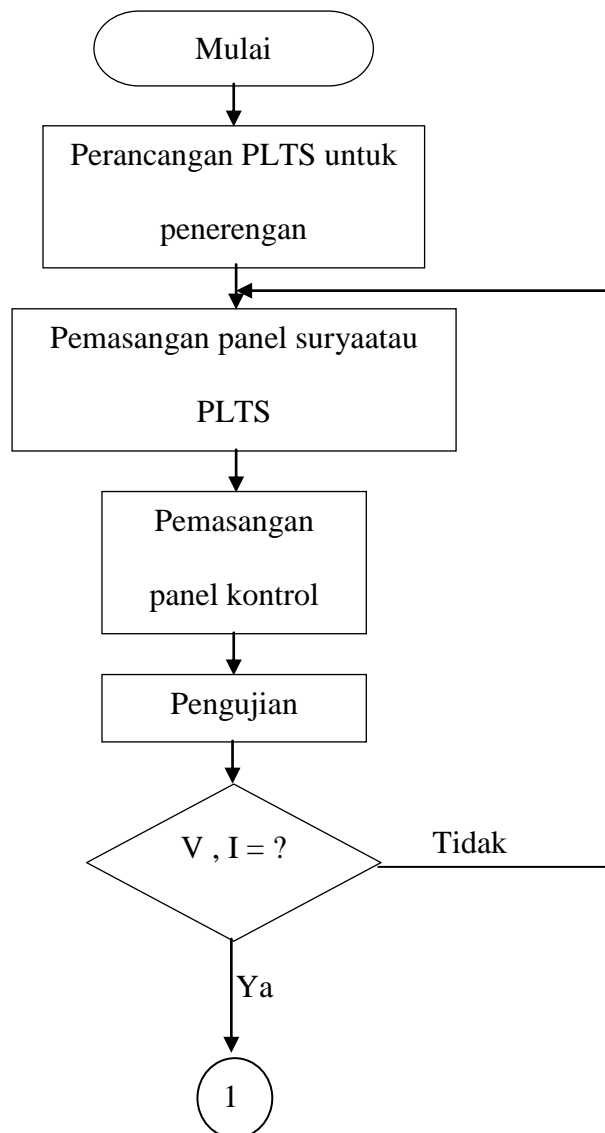 Mulai
Perancangan PLTS untuk
penerengan
Pemasangan panel suryaatau
PLTS
Pemasangan
panel kontrol
Pengujian
V , I = ?
Tidak
Ya
1